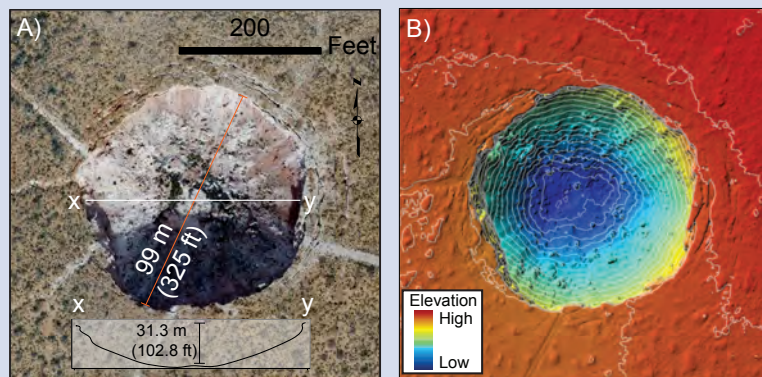 A)
200
Feet
z
x
y
99 m
(325 ft)
x
y
31.3 m
(102.8 ft)
B)
Elevation
High
Low